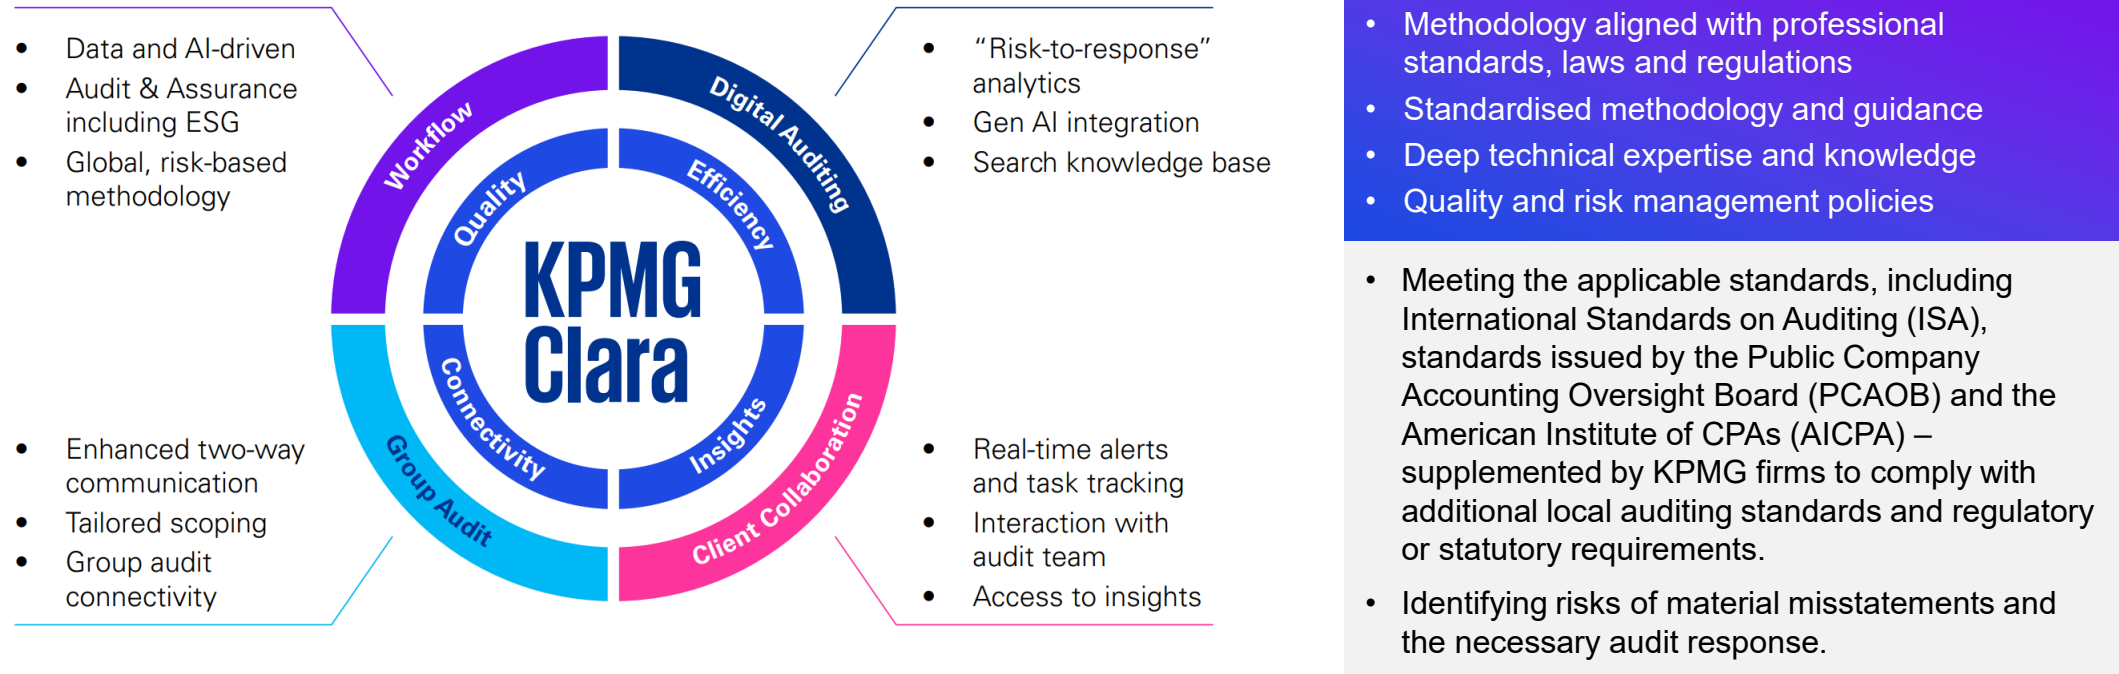 • Data and AI-driven
• Audit & Assurance
including ESG
• Global, risk-based
methodology
• “Risk-to-response”
analytics
• Gen AI integration
• Search knowledge base
Workflow
Digital Auditing
Quality
Efficiency
KPMG
Clara
Connectivity
Insights
Group Audit
Client Collaboration
• Enhanced two-way
communication
• Tailored scoping
• Group audit
connectivity
• Real-time alerts
and task tracking
• Interaction with
audit team
• Access to insights
• Methodology aligned with professional
standards, laws and regulations
• Standardised methodology and guidance
• Deep technical expertise and knowledge
• Quality and risk management policies
• Meeting the applicable standards, including
International Standards on Auditing (ISA),
standards issued by the Public Company
Accounting Oversight Board (PCAOB) and the
American Institute of CPAs (AICPA) –
supplemented by KPMG firms to comply with
additional local auditing standards and regulatory
or statutory requirements.
• Identifying risks of material misstatements and
the necessary audit response.